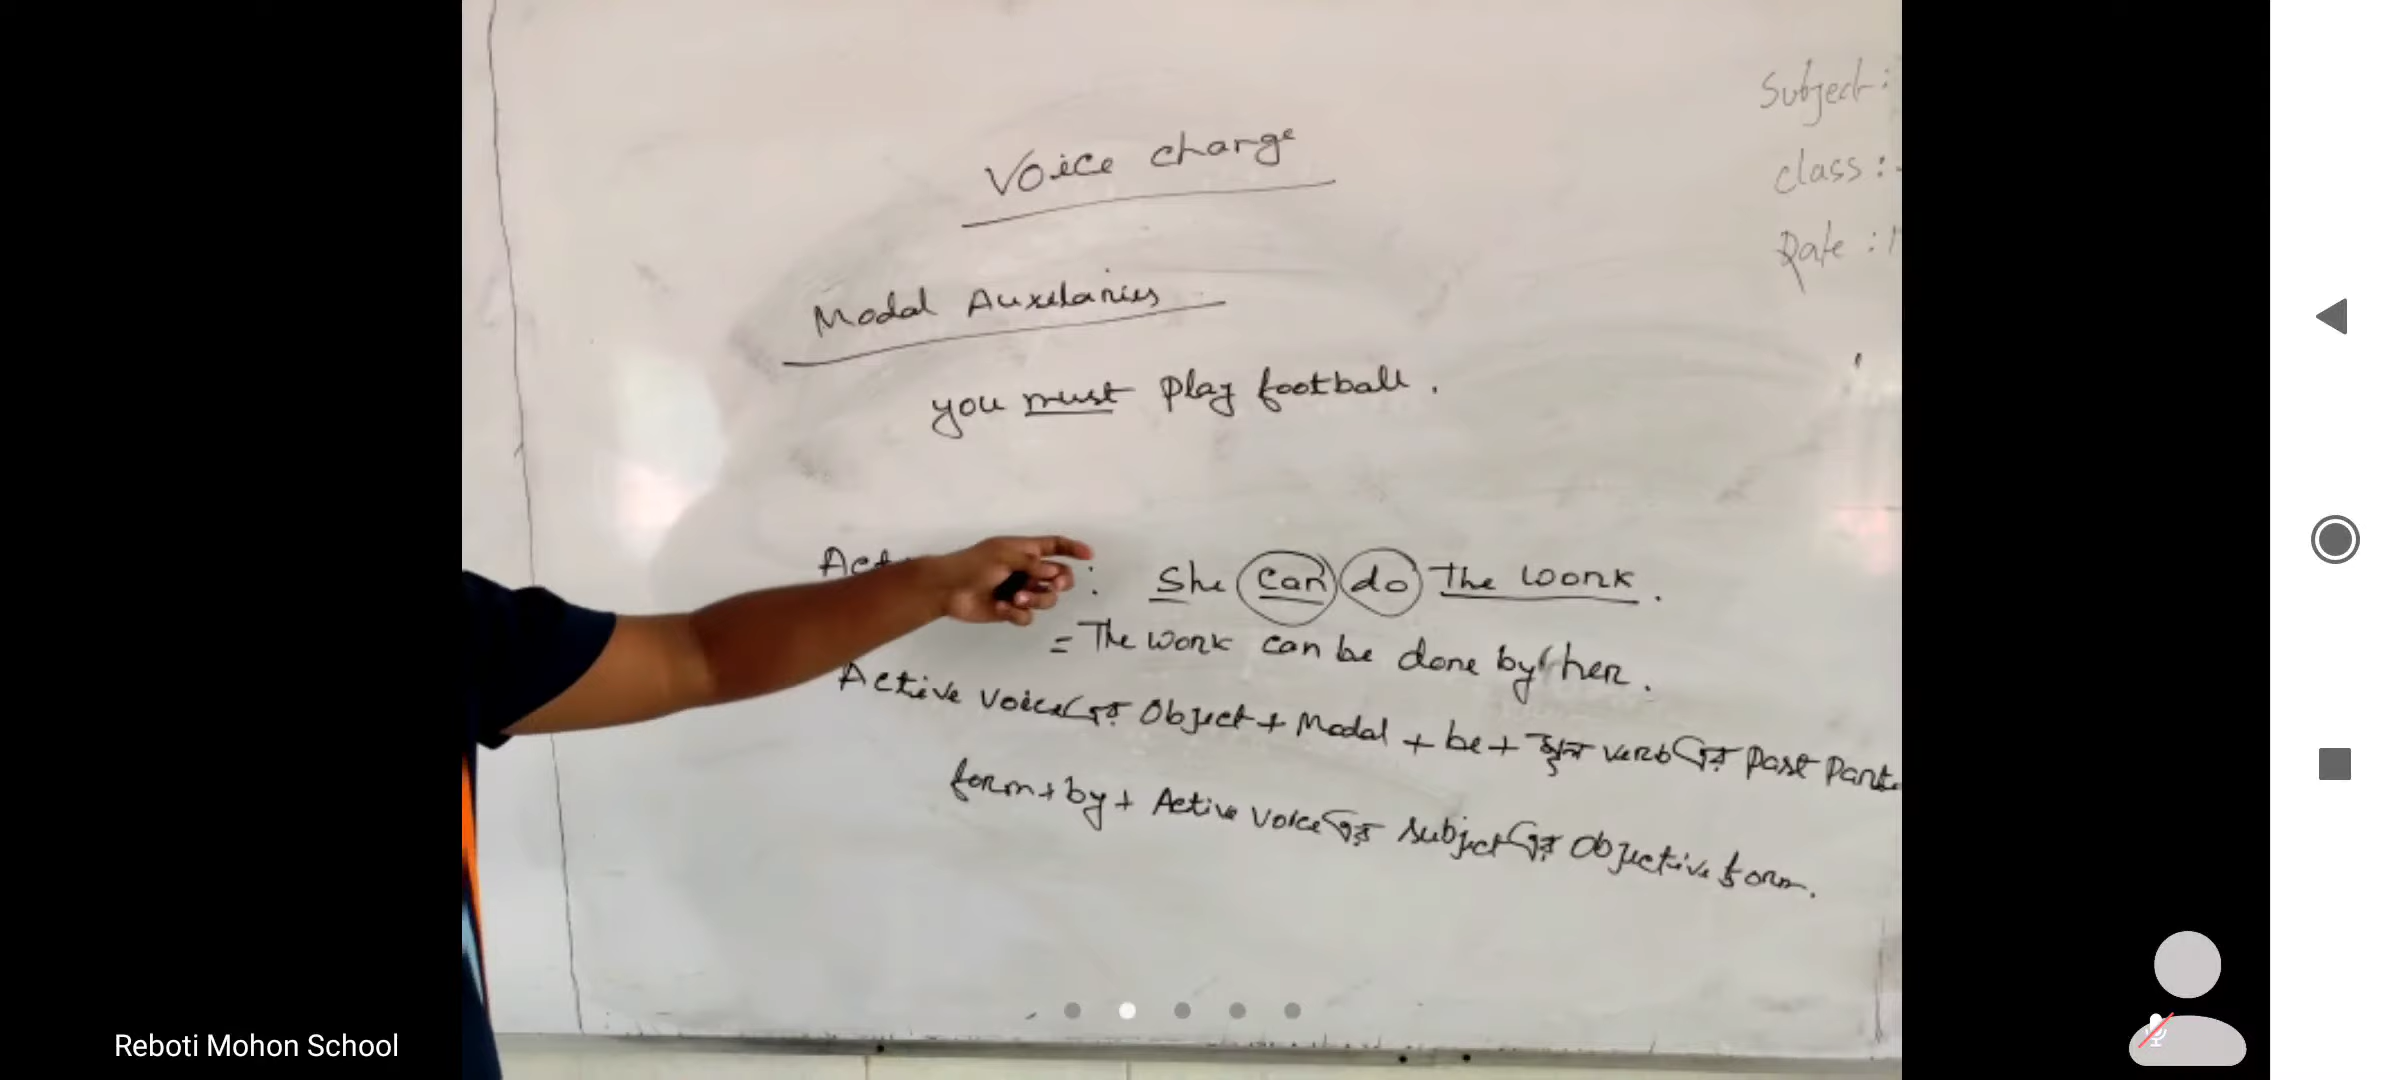 Voice change
Subject:
class:
Date:
Modal Auxelaries
you must Play football.
: She can do The work.
= The work can be done by her.
Active voice এর Object + Modal + be + মূল verb এর Past Part
form + by + Active voice এর subject এর Objective form.
Reboti Mohon School